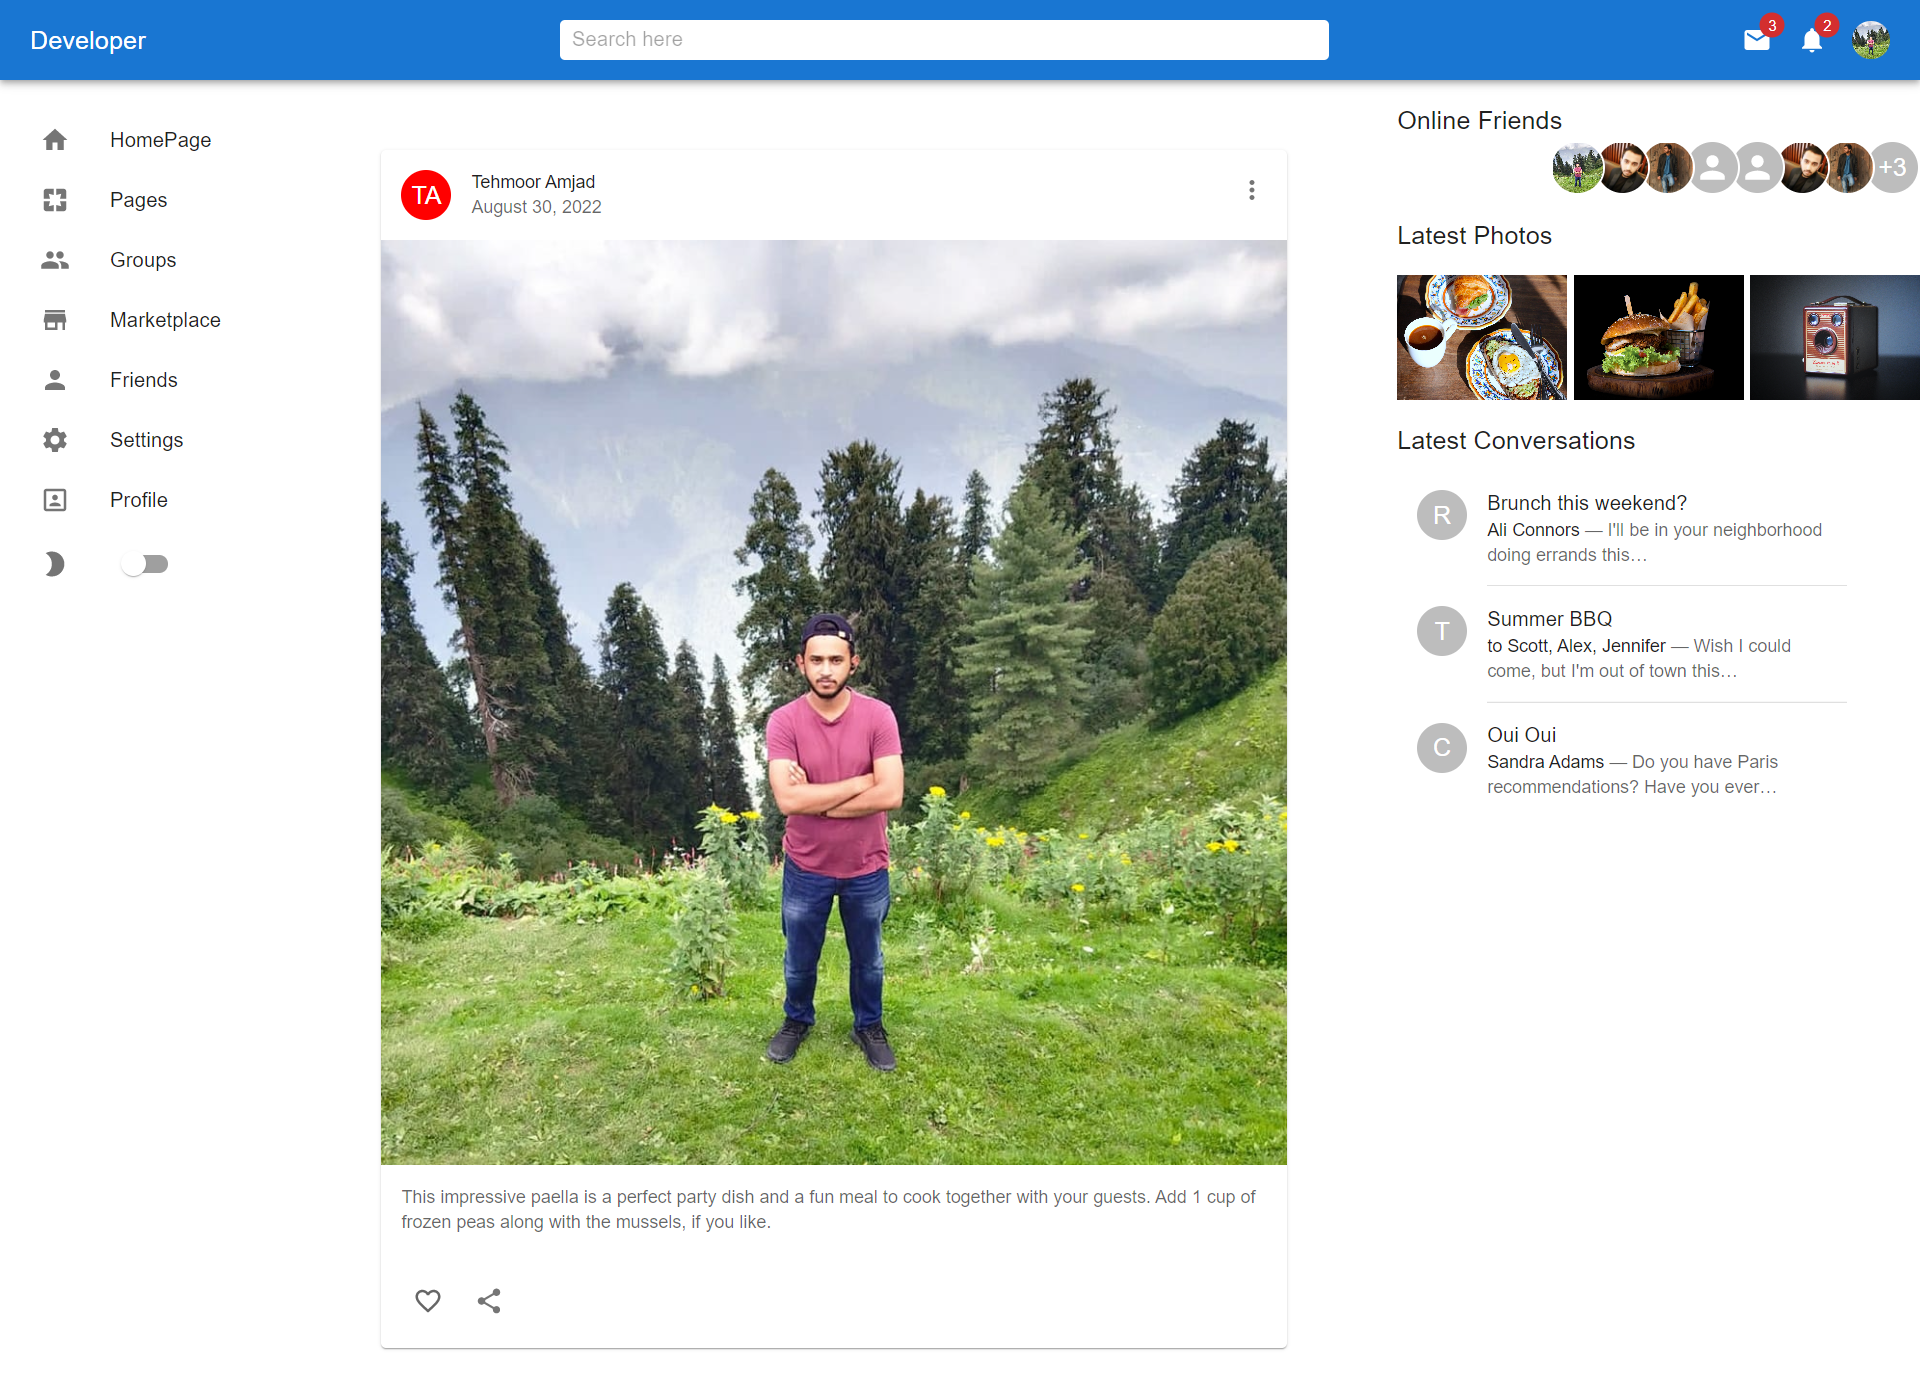 Developer
Search here
3
2
HomePage
Pages
Groups
Marketplace
Friends
Settings
Profile
TA
Tehmoor Amjad
August 30, 2022
This impressive paella is a perfect party dish and a fun meal to cook together with your guests. Add 1 cup of
frozen peas along with the mussels, if you like.
Online Friends
+3
Latest Photos
Latest Conversations
R
Brunch this weekend?
Ali Connors — I'll be in your neighborhood
doing errands this…
T
Summer BBQ
to Scott, Alex, Jennifer — Wish I could
come, but I'm out of town this…
C
Oui Oui
Sandra Adams — Do you have Paris
recommendations? Have you ever…